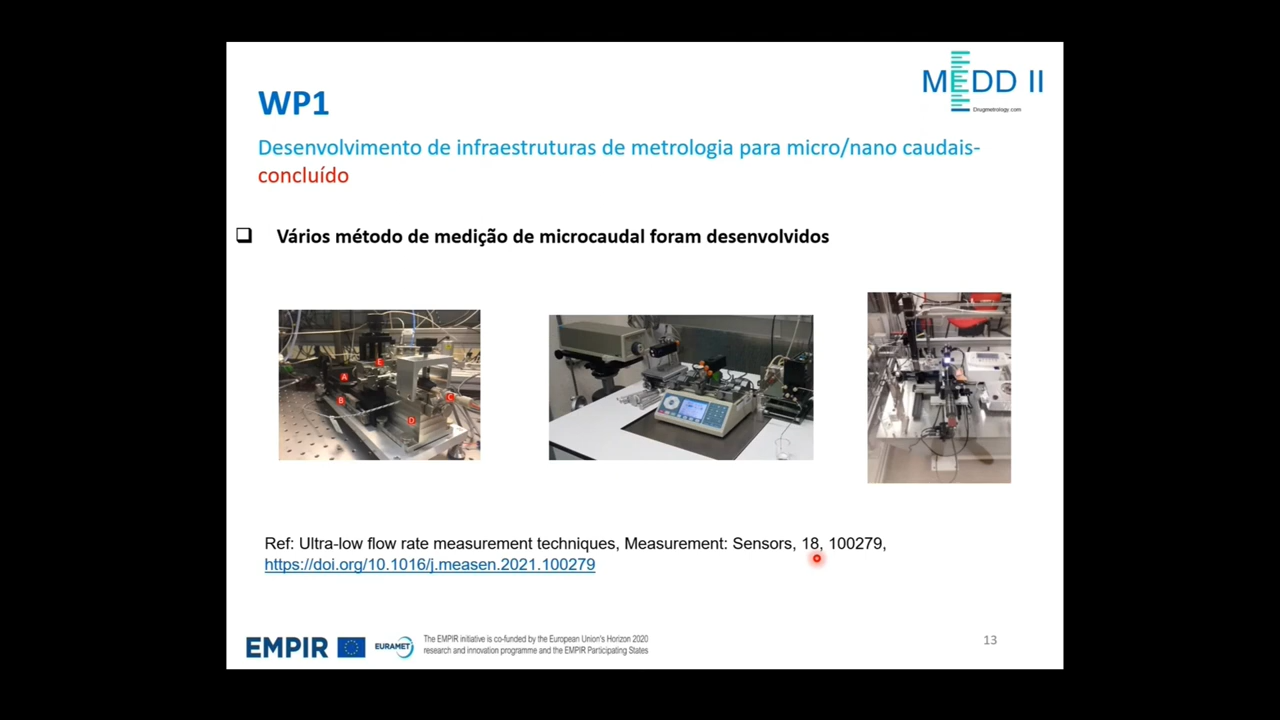 MEDD II
Drugmetrology.com
WP1
Desenvolvimento de infraestruturas de metrologia para micro/nano caudais-
concluído
Vários método de medição de microcaudal foram desenvolvidos
A
B
E
C
D
Ref: Ultra-low flow rate measurement techniques, Measurement: Sensors, 18, 100279,
https://doi.org/10.1016/j.measen.2021.100279
EMPIR
EURAMET
The EMPIR initiative is co-funded by the European Union's Horizon 2020
research and innovation programme and the EMPIR Participating States
13